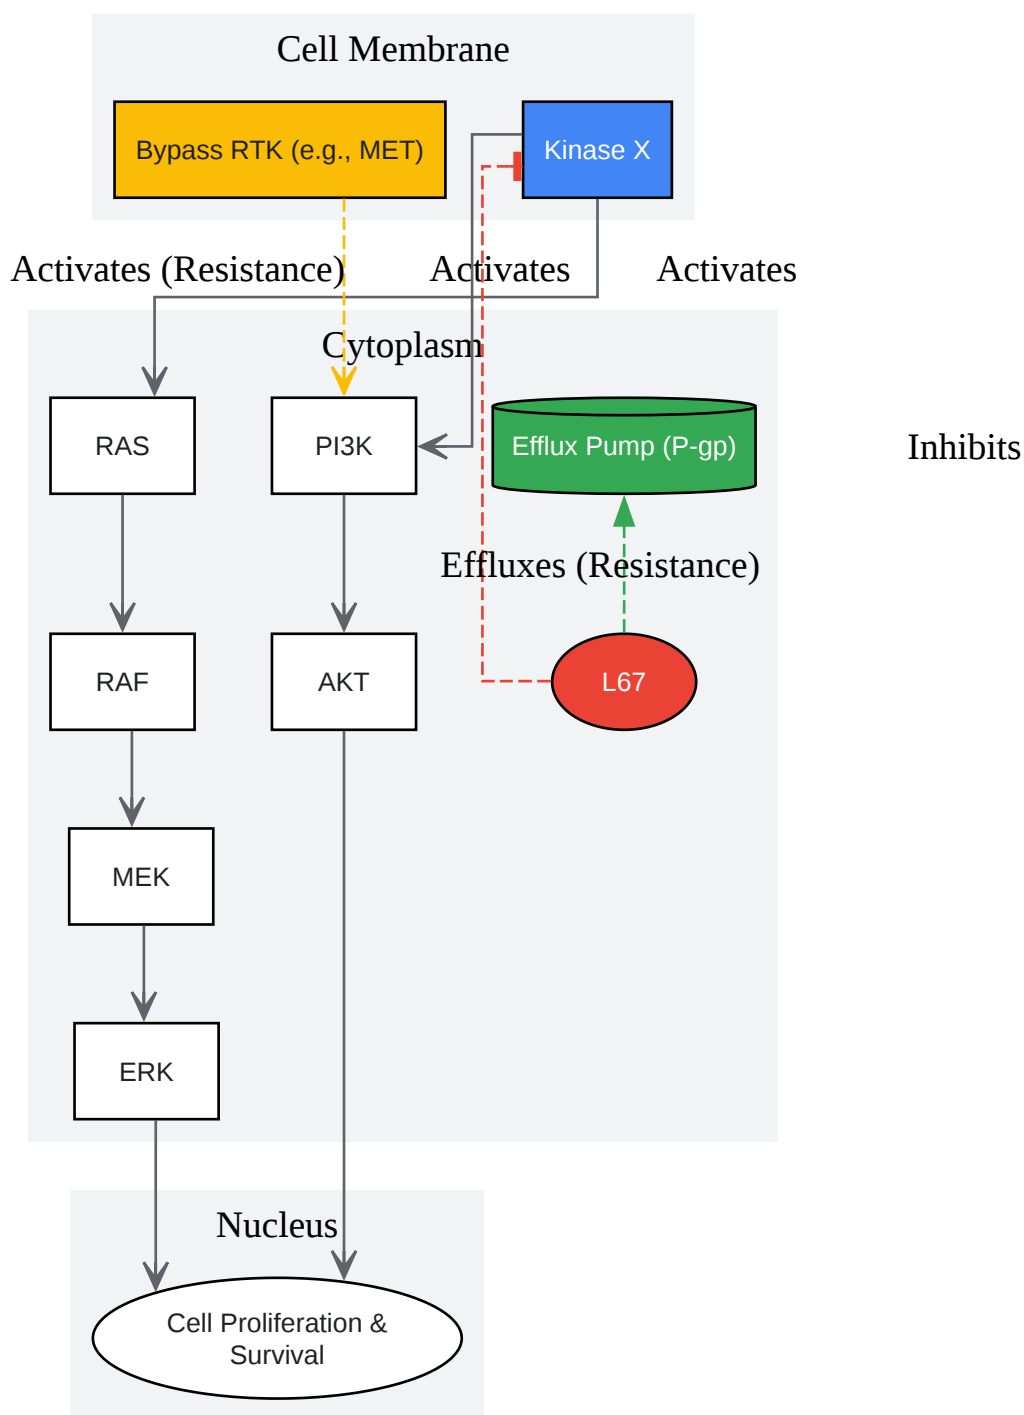 Cell Membrane
Bypass RTK (e.g., MET)
Kinase X
Activates (Resistance)
Activates
Activates
Cytoplasm
RAS
PI3K
Efflux Pump (P-gp)
Inhibits
Effluxes (Resistance)
RAF
AKT
L67
MEK
ERK
Nucleus
Cell Proliferation &
Survival